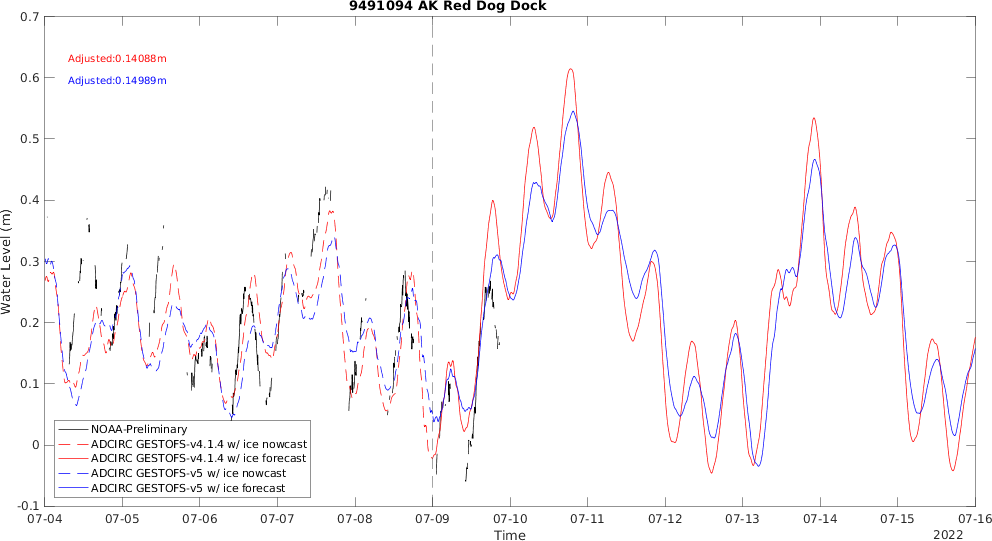 9491094 AK Red Dog Dock
0.7
0.6
0.5
0.4
0.3
0.2
0.1
0
-0.1
Water Level (m)
Adjusted:0.14088m
Adjusted:0.14989m
NOAA-Preliminary
ADCIRC GESTOFS-v4.1.4 w/ ice nowcast
ADCIRC GESTOFS-v4.1.4 w/ ice forecast
ADCIRC GESTOFS-v5 w/ ice nowcast
ADCIRC GESTOFS-v5 w/ ice forecast
07-04 07-05 07-06 07-07 07-08 07-09 07-10 07-11 07-12 07-13 07-14 07-15 07-16
Time
2022